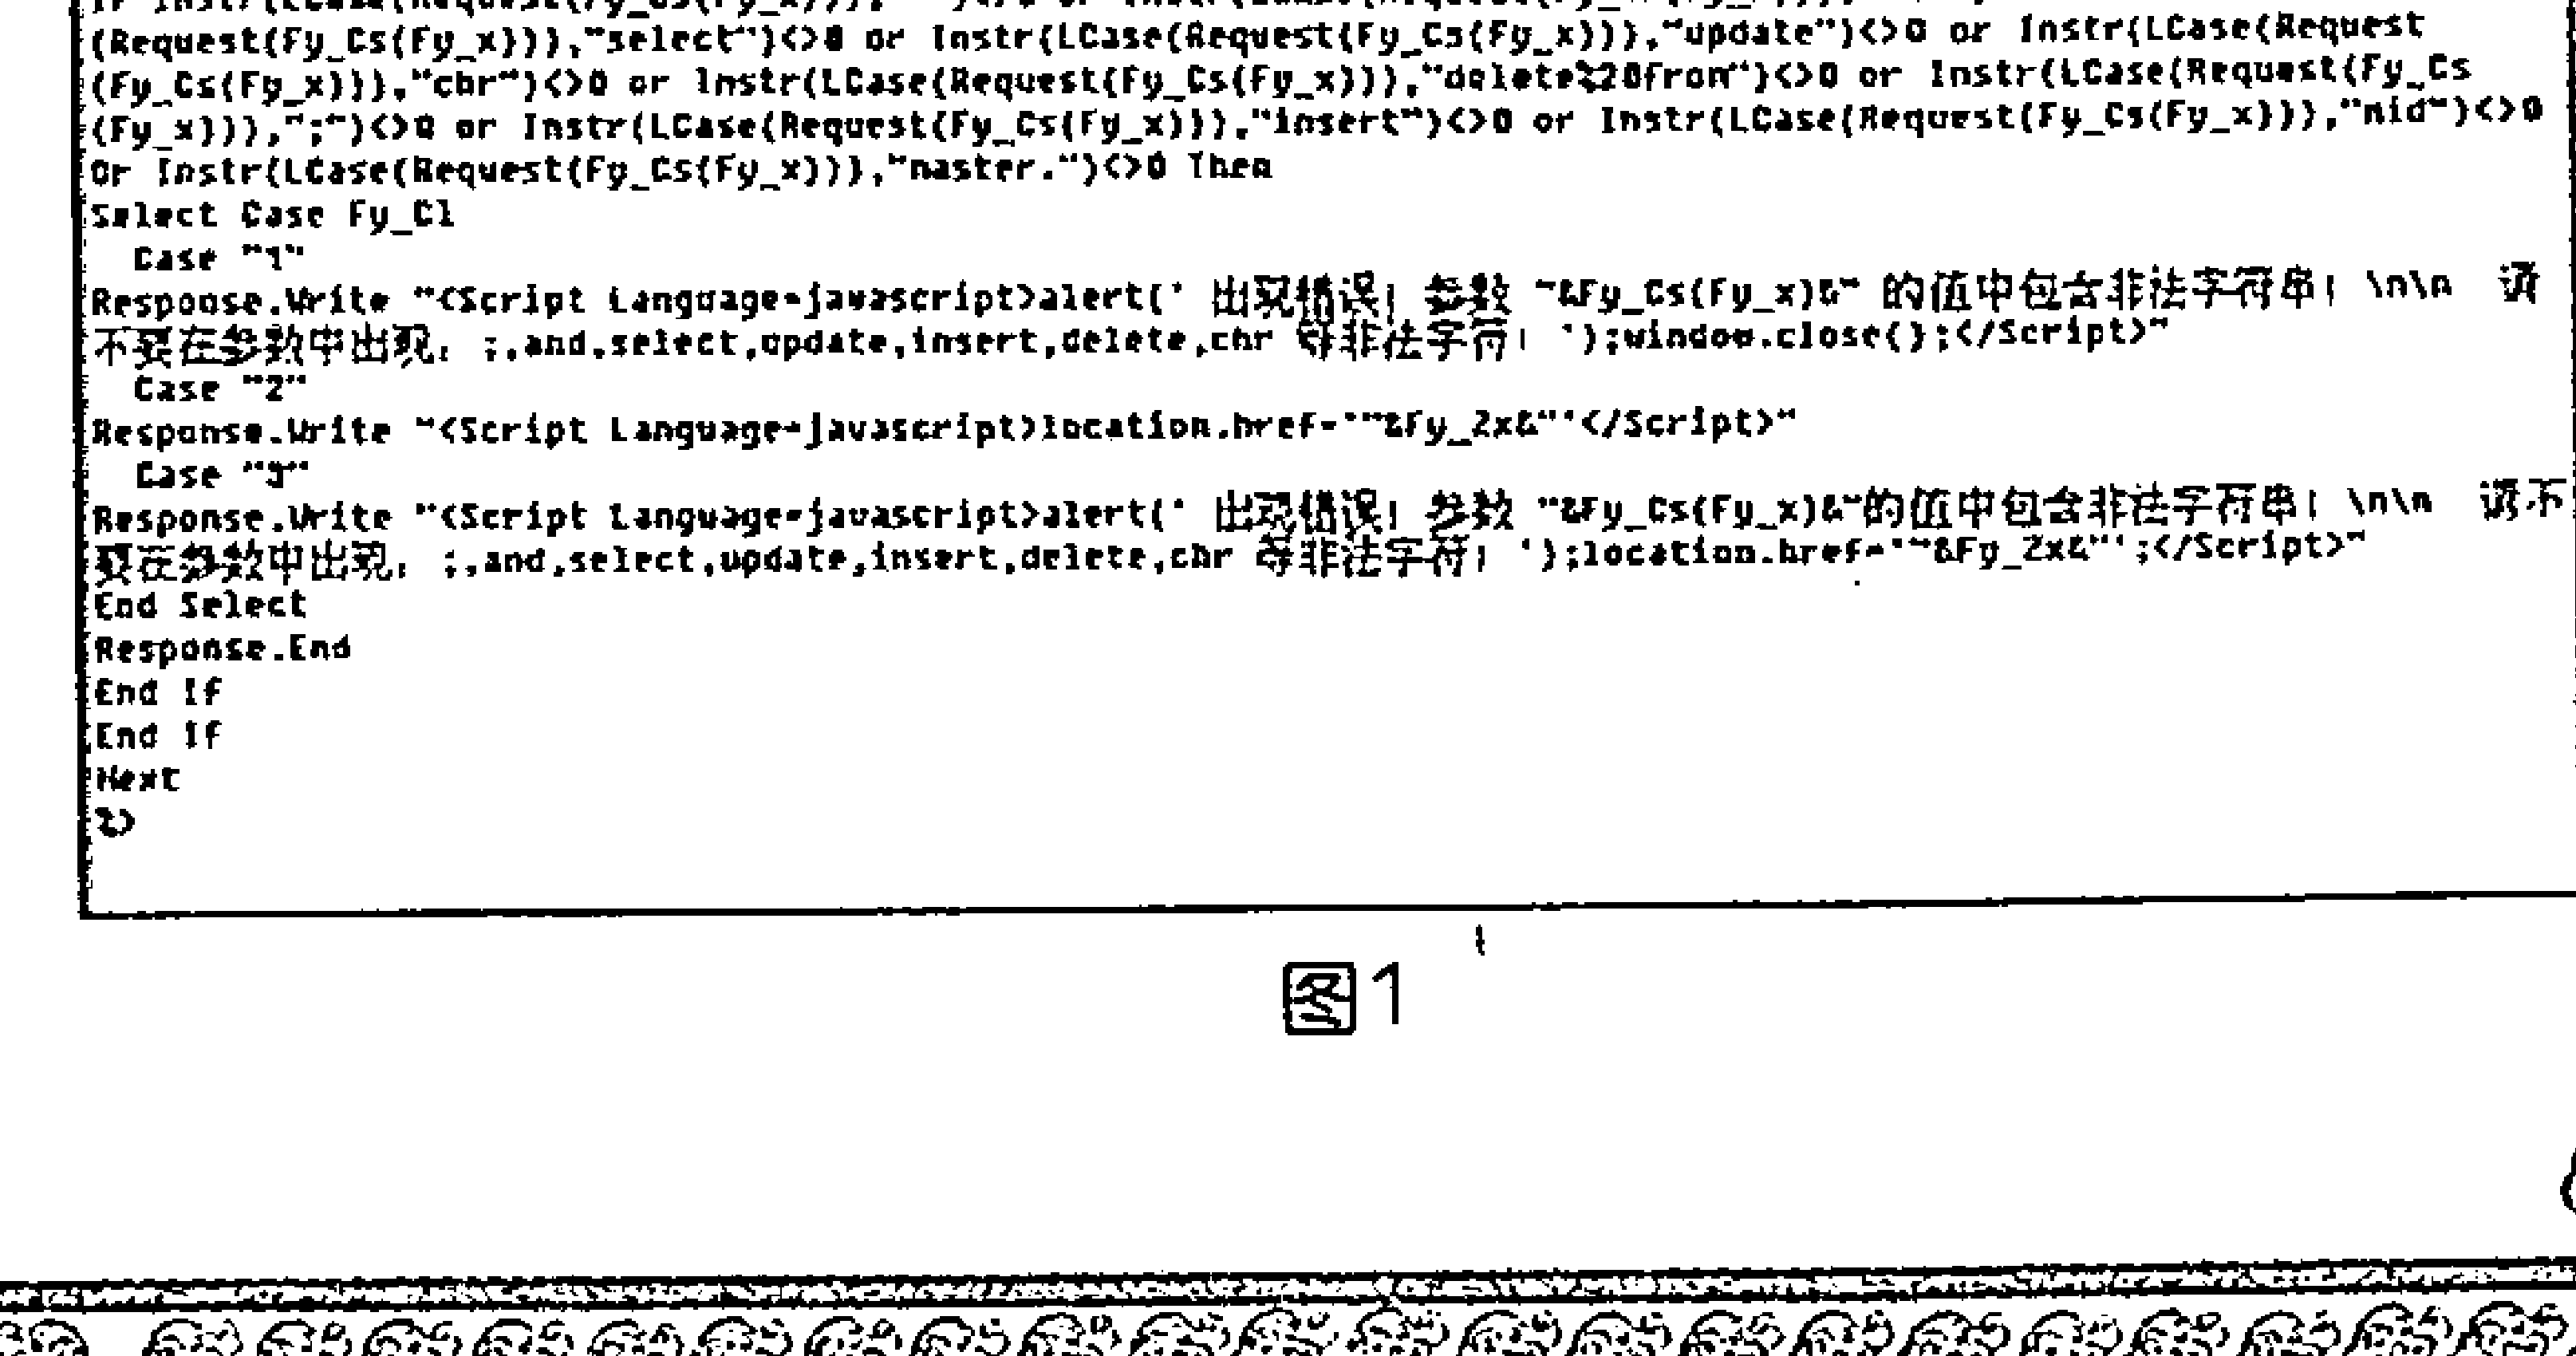 (Request(Fy_Cs(Fy_x))),"select")<>0 or Instr(LCase(Request(Fy_Cs(Fy_x))),"update")<>0 or Instr(LCase(Request
(Fy_Cs(Fy_x))),"chr")<>0 or Instr(LCase(Request(Fy_Cs(Fy_x))),"delete%20from")<>0 or Instr(LCase(Request(Fy_Cs
(Fy_x))),";")<>0 or Instr(LCase(Request(Fy_Cs(Fy_x))),"insert")<>0 or Instr(LCase(Request(Fy_Cs(Fy_x))),"mid")<>0
Or Instr(LCase(Request(Fy_Cs(Fy_x))),"master.")<>0 Then
Select Case Fy_Cl
Case "1"
Response.Write "<Script Language=javascript>alert(' 出现错误！参数 "&Fy_Cs(Fy_x)&" 的值中包含非法字符串！\n\n 请
不要在参数中出现：;,and,select,update,insert,delete,chr 等非法字符！');window.close();</Script>"
Case "2"
Response.Write "<Script Language=javascript>location.href='"&Fy_Zx&"'</Script>"
Case "3"
Response.Write "<Script Language=javascript>alert(' 出现错误！参数 "&Fy_Cs(Fy_x)&"的值中包含非法字符串！\n\n 请不
要在参数中出现：;,and,select,update,insert,delete,chr 等非法字符！');location.href='"&Fy_Zx&"';</Script>"
End Select
Response.End
End If
End If
Next
%>
图1